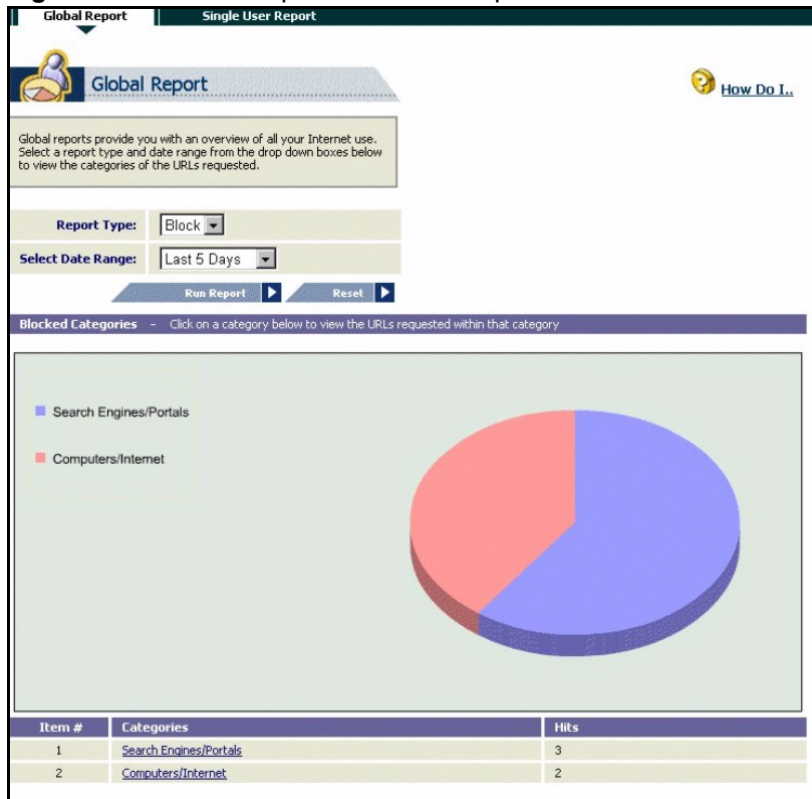 Global Report Single User Report
Global Report
How Do I..
Global reports provide you with an overview of all your Internet use.
Select a report type and date range from the drop down boxes below
to view the categories of the URLs requested.
Report Type: Block
Select Date Range: Last 5 Days
Run Report Reset
Blocked Categories - Click on a category below to view the URLs requested within that category
Search Engines/Portals
Computers/Internet
Item # Categories Hits
1 Search Engines/Portals 3
2 Computers/Internet 2